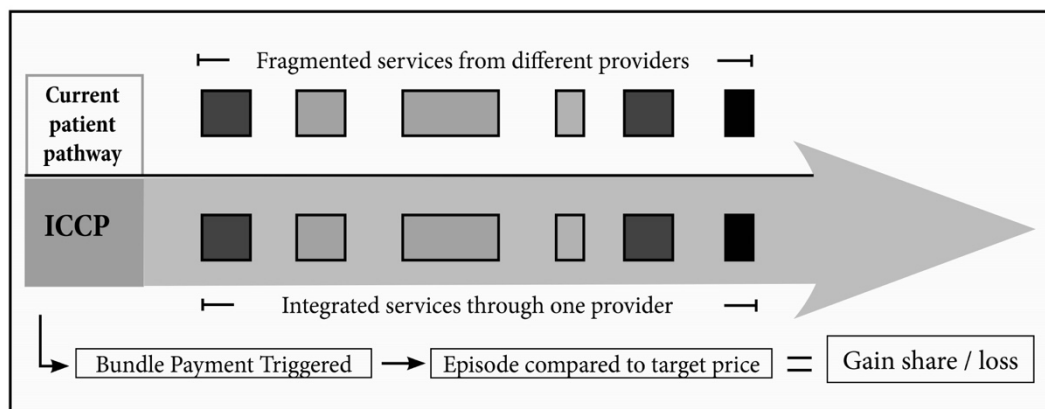 Fragmented services from different providers
Current
patient
pathway
ICCP
Integrated services through one provider
Bundle Payment Triggered
Episode compared to target price
=
Gain share / loss